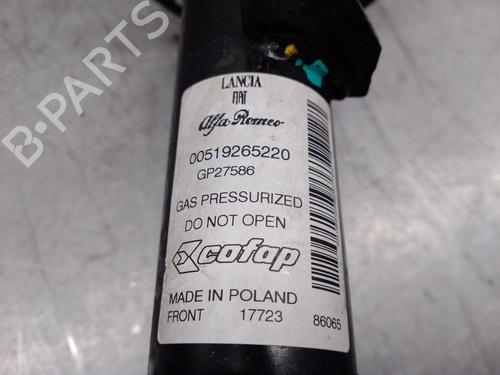 LANCIA
FIAT
Alfa Romeo
00519265220
GP27586
GAS PRESSURIZED
DO NOT OPEN
cofap
MADE IN POLAND
FRONT 17723 86065
B-PARTS